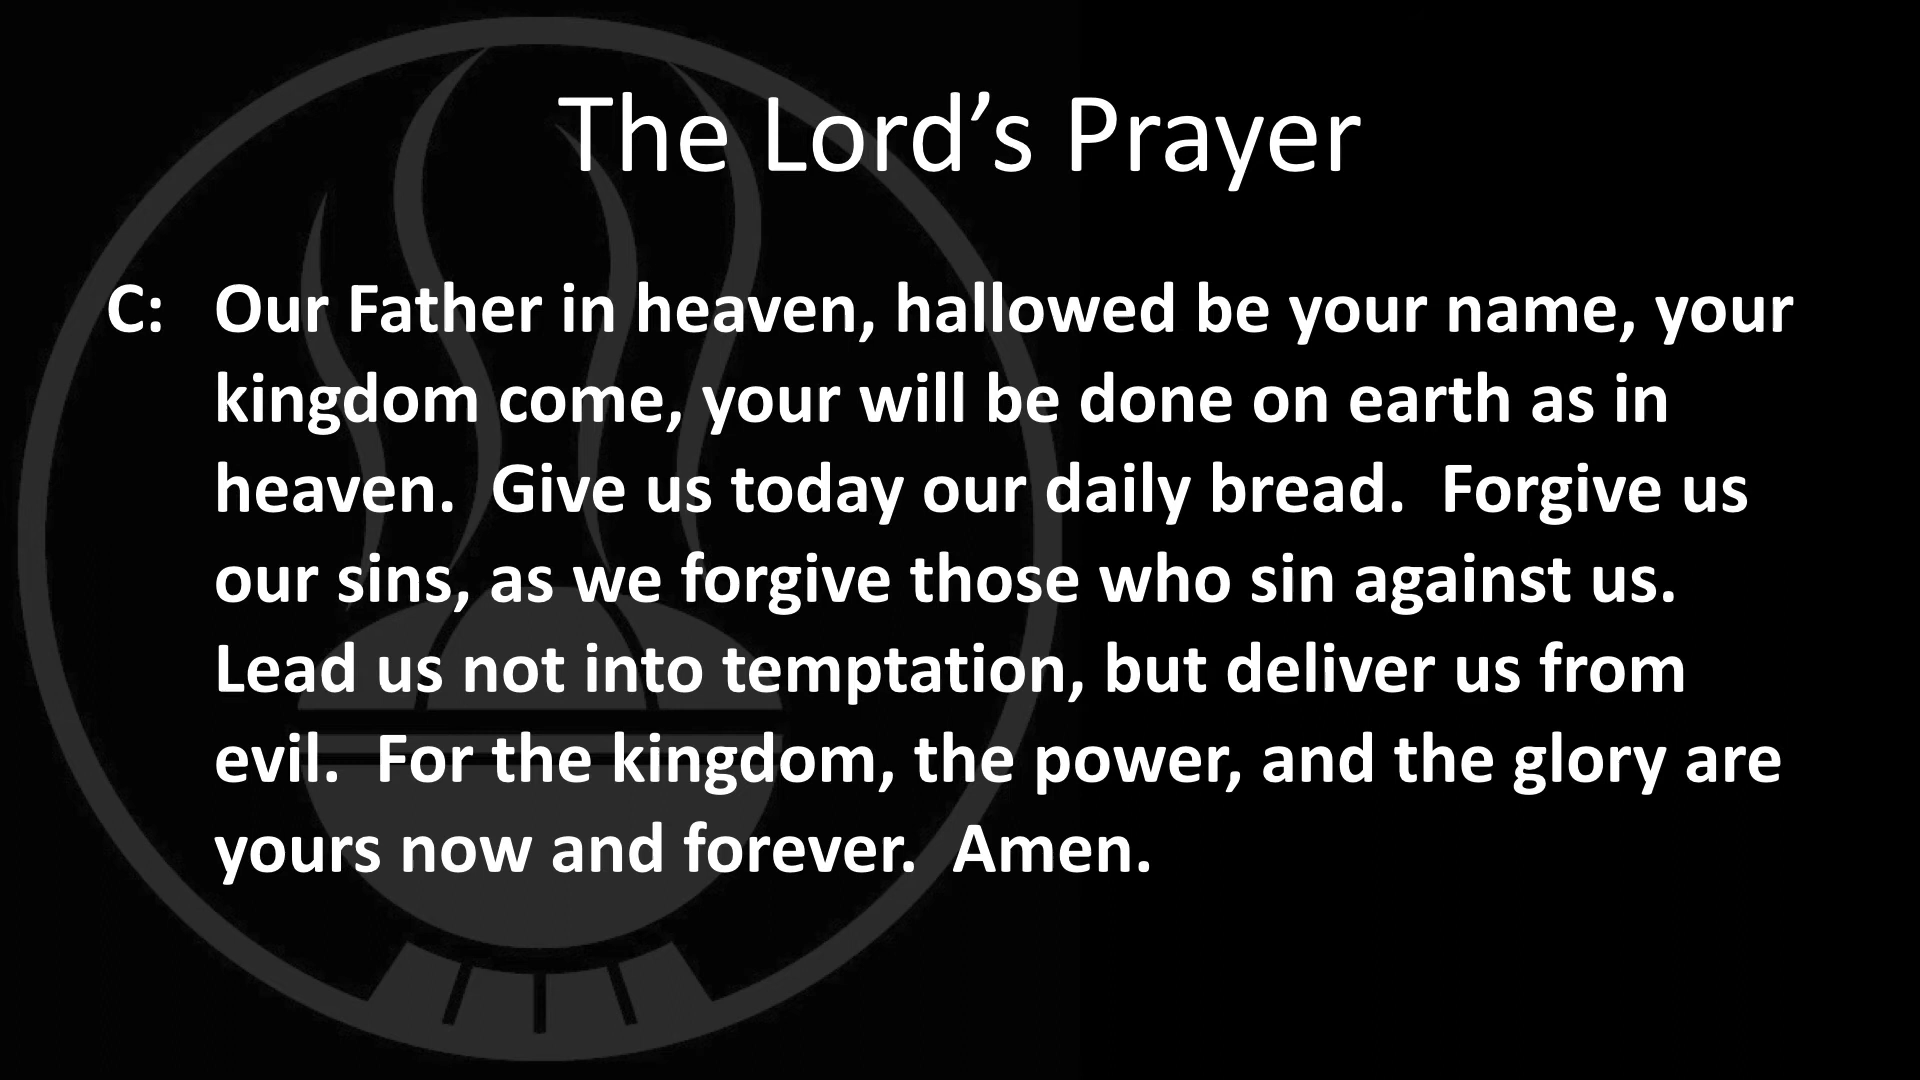 The Lord’s Prayer
C: Our Father in heaven, hallowed be your name, your
kingdom come, your will be done on earth as in
heaven.  Give us today our daily bread.  Forgive us
our sins, as we forgive those who sin against us.
Lead us not into temptation, but deliver us from
evil.  For the kingdom, the power, and the glory are
yours now and forever.  Amen.